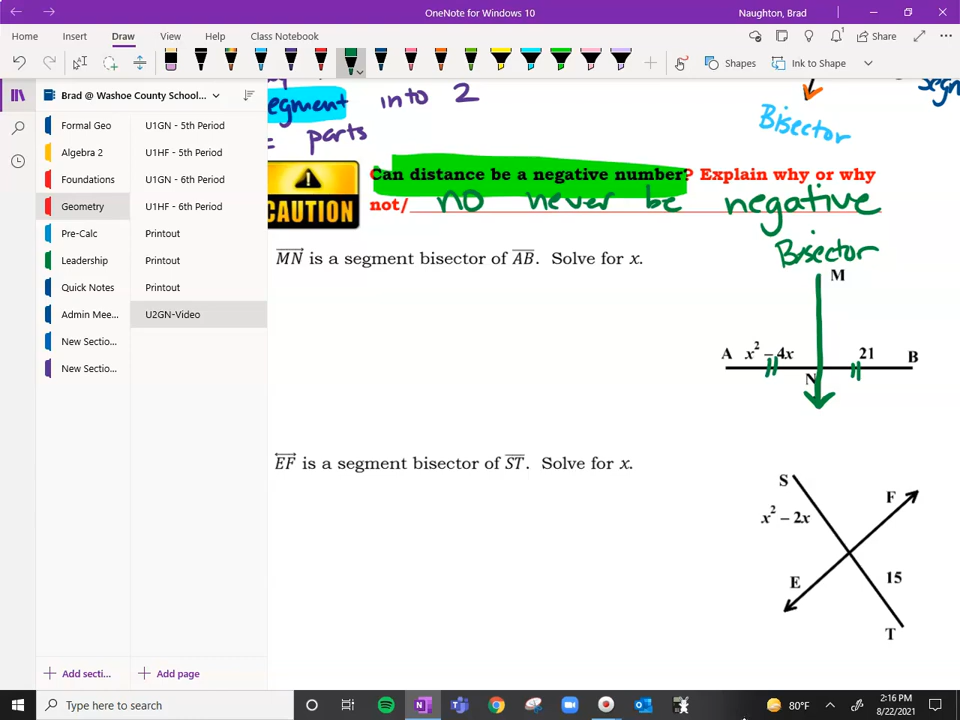 OneNote for Windows 10
Naughton, Brad
Home Insert Draw View Help Class Notebook
Share
Shapes
Ink to Shape
Brad @ Washoe County School...
Formal Geo
Algebra 2
Foundations
Geometry
Pre-Calc
Leadership
Quick Notes
Admin Mee...
New Sectio...
New Sectio...
U1GN - 5th Period
U1HF - 5th Period
U1GN - 6th Period
U1HF - 6th Period
Printout
Printout
Printout
U2GN-Video
Add secti...
Add page
into 2
= parts
Bisector
CAUTION
Can distance be a negative number? Explain why or why
not/ no never be negative
Bisector
MN is a segment bisector of AB. Solve for x.
M
A x² – 4x 21 B
N
EF is a segment bisector of ST. Solve for x.
S
F
x² – 2x
E
15
T
Type here to search
80°F
2:16 PM
8/22/2021